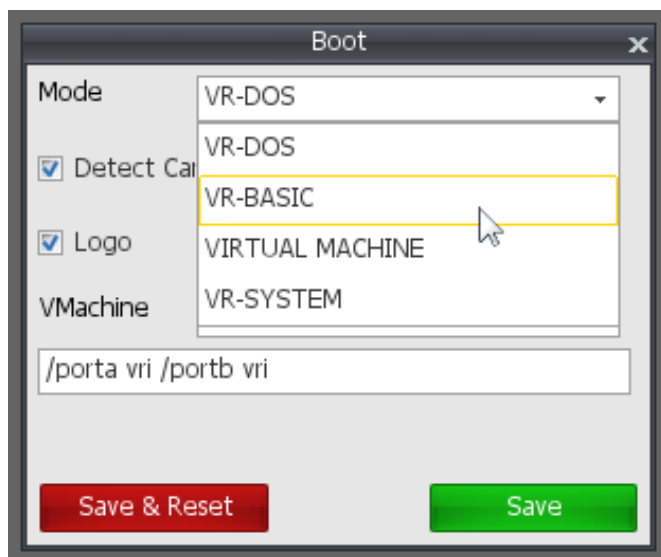 Boot
Mode
VR-DOS
VR-DOS
Detect
VR-BASIC
Logo
VIRTUAL MACHINE
VMachine
VR-SYSTEM
/porta vri /portb vri
Save & Reset
Save